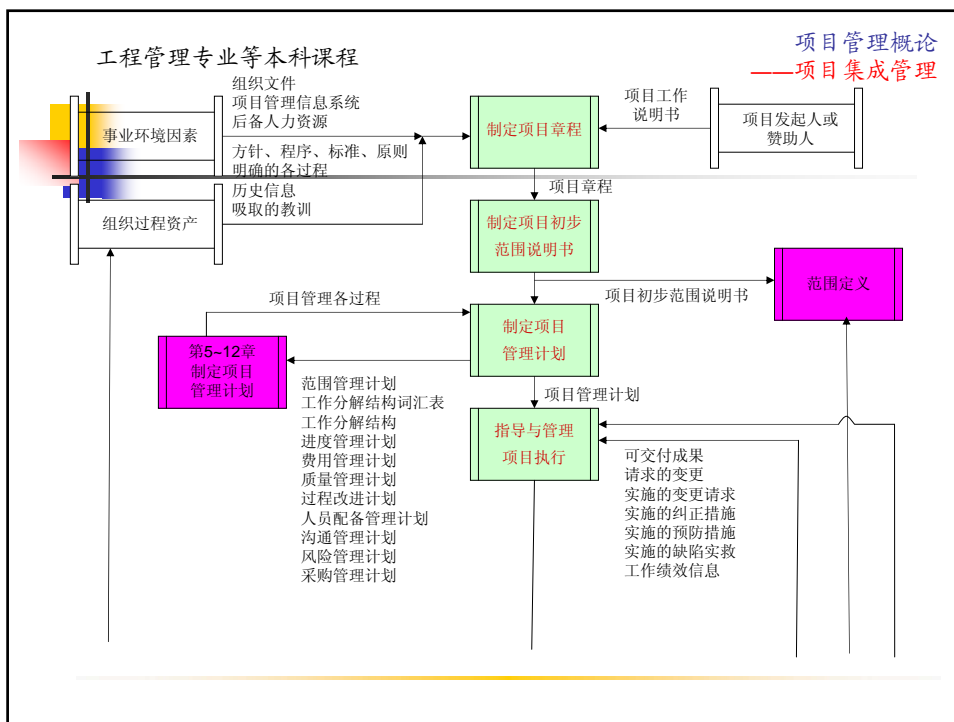 工程管理专业等本科课程
项目管理概论
——项目集成管理
组织文件
项目管理信息系统
后备人力资源
事业环境因素
方针、程序、标准、原则
明确的各过程
历史信息
吸取的教训
组织过程资产
制定项目章程
项目工作
说明书
项目发起人或
赞助人
项目章程
制定项目初步
范围说明书
项目初步范围说明书
范围定义
项目管理各过程
制定项目
管理计划
第5~12章
制定项目
管理计划
项目管理计划
范围管理计划
工作分解结构词汇表
工作分解结构
进度管理计划
费用管理计划
质量管理计划
过程改进计划
人员配备管理计划
沟通管理计划
风险管理计划
采购管理计划
指导与管理
项目执行
可交付成果
请求的变更
实施的变更请求
实施的纠正措施
实施的预防措施
实施的缺陷实救
工作绩效信息